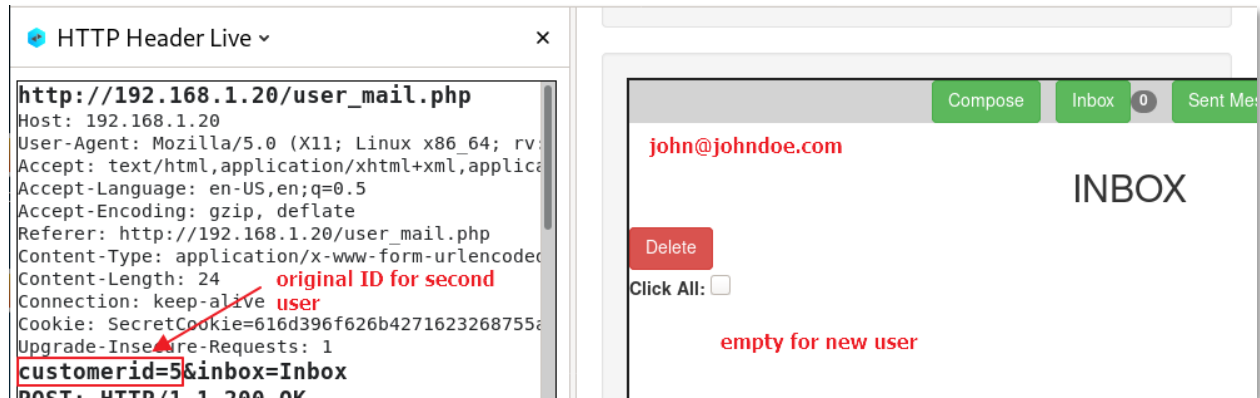 HTTP Header Live
http://192.168.1.20/user_mail.php
Host: 192.168.1.20
User-Agent: Mozilla/5.0 (X11; Linux x86_64; rv:
Accept: text/html,application/xhtml+xml,applica
Accept-Language: en-US,en;q=0.5
Accept-Encoding: gzip, deflate
Referer: http://192.168.1.20/user_mail.php
Content-Type: application/x-www-form-urlencoded
Content-Length: 24
original ID for second
user
Connection: keep-alive
Cookie: SecretCookie=616d396f626b4271623268755a
Upgrade-Insecure-Requests: 1
customerid=5&inbox=Inbox
POST: HTTP/1.1 200 OK
Compose
Inbox 0
Sent Mes
john@johndoe.com
INBOX
Delete
Click All:
empty for new user